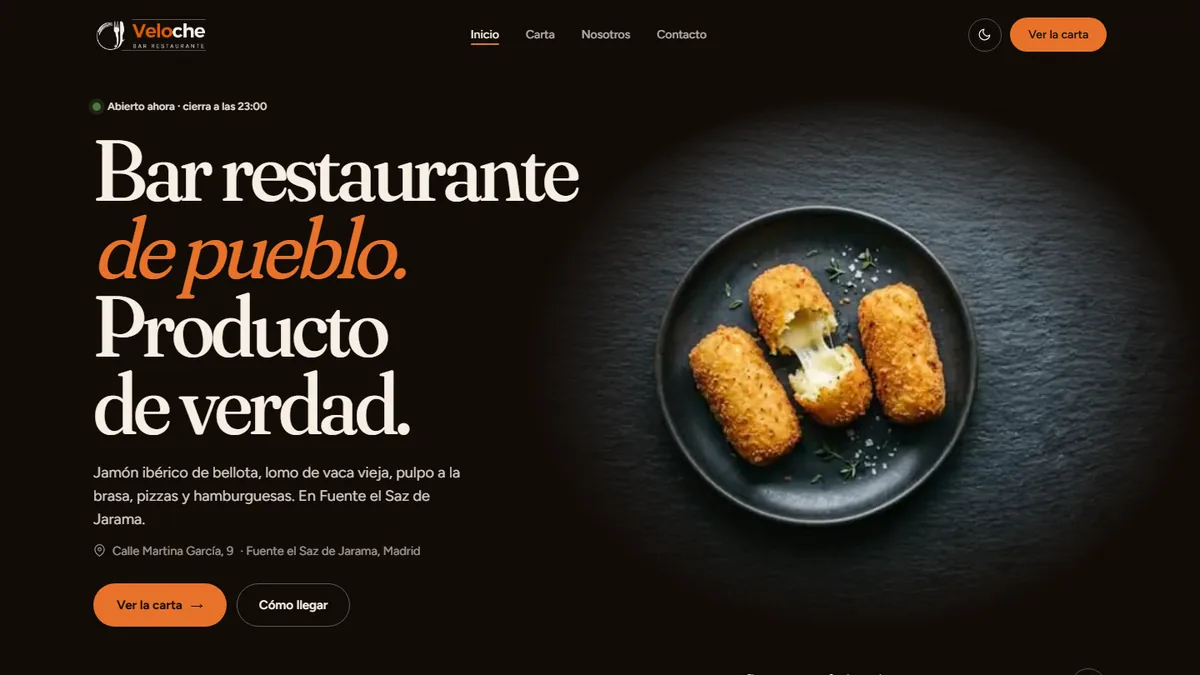 Veloche
BAR RESTAURANTE
Inicio
Carta
Nosotros
Contacto
Ver la carta
Abierto ahora · cierra a las 23:00
Bar restaurante
de pueblo.
Producto
de verdad.
Jamón ibérico de bellota, lomo de vaca vieja, pulpo a la
brasa, pizzas y hamburguesas. En Fuente el Saz de
Jarama.
Calle Martina García, 9 · Fuente el Saz de Jarama, Madrid
Ver la carta →
Cómo llegar